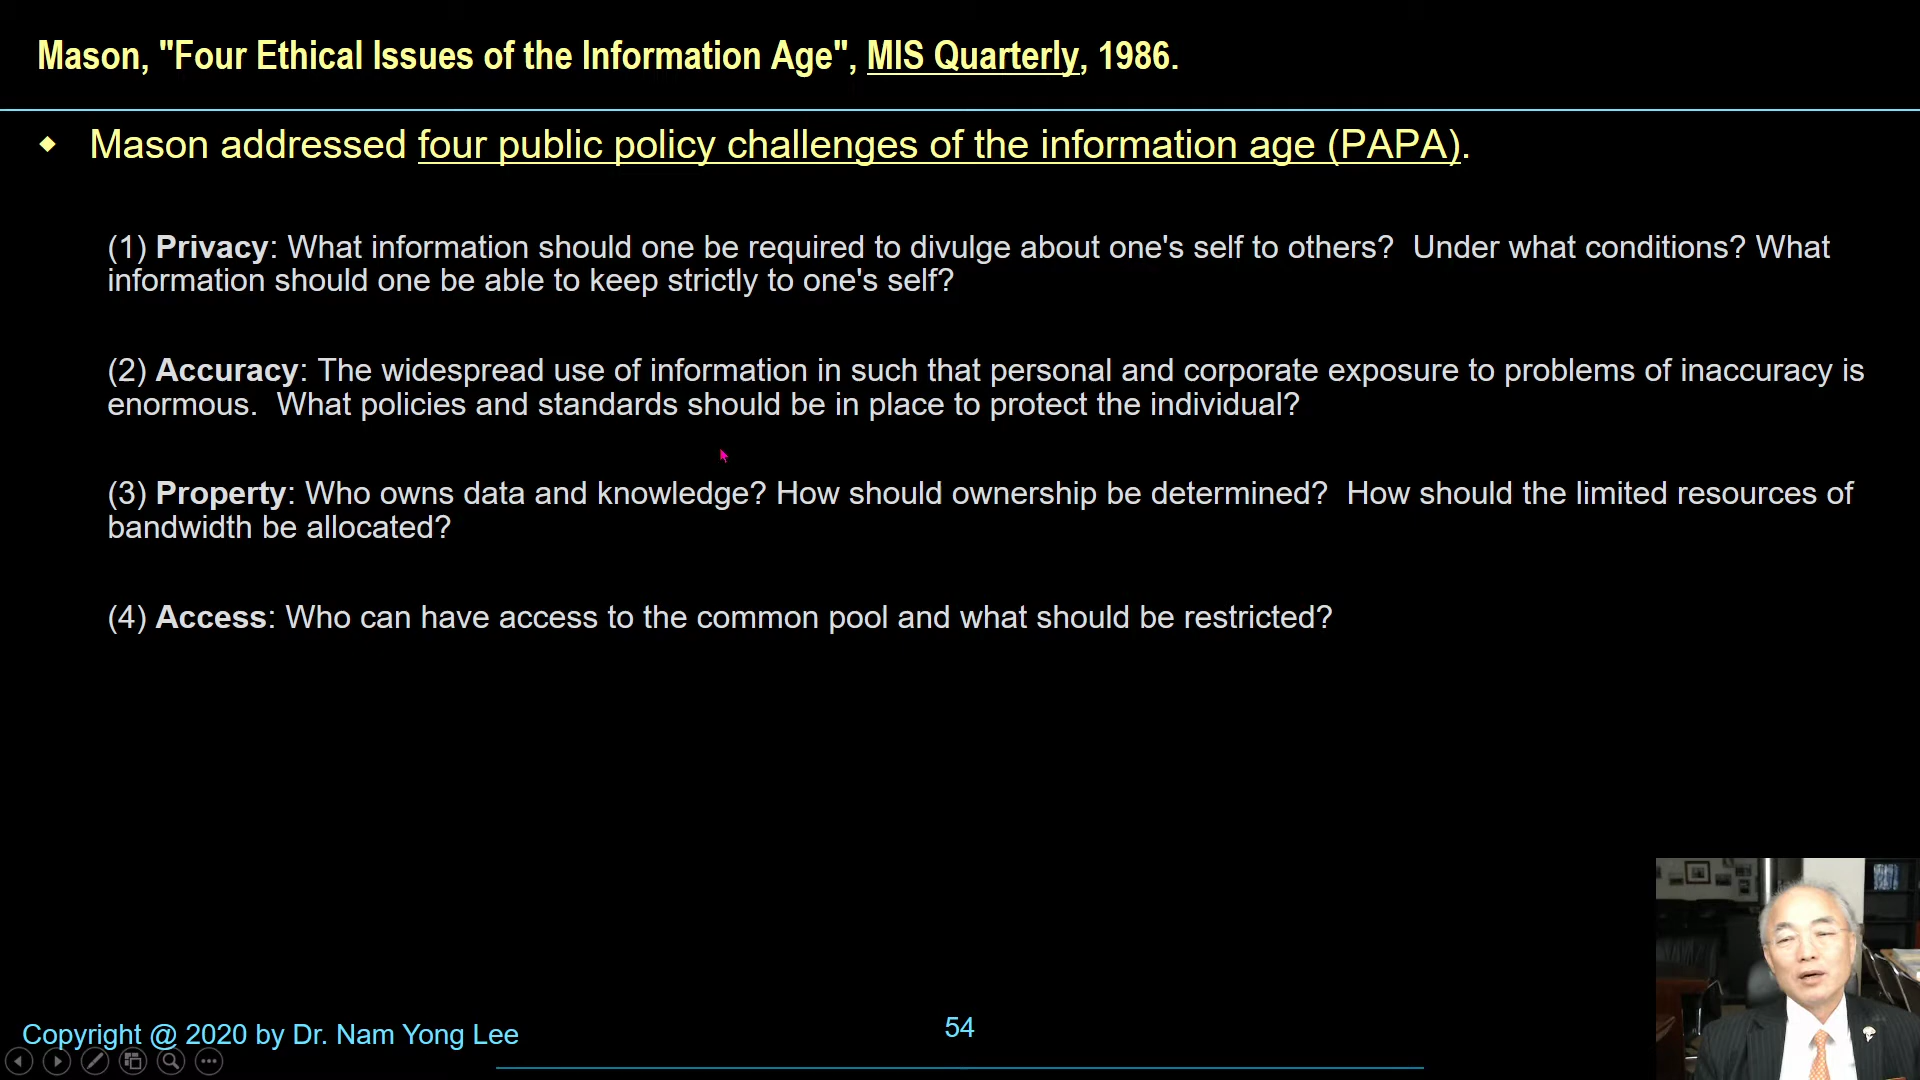 Mason, "Four Ethical Issues of the Information Age", MIS Quarterly, 1986.
Mason addressed four public policy challenges of the information age (PAPA).
(1) Privacy: What information should one be required to divulge about one's self to others?  Under what conditions? What
information should one be able to keep strictly to one's self?
(2) Accuracy: The widespread use of information in such that personal and corporate exposure to problems of inaccuracy is
enormous.  What policies and standards should be in place to protect the individual?
(3) Property: Who owns data and knowledge? How should ownership be determined?  How should the limited resources of
bandwidth be allocated?
(4) Access: Who can have access to the common pool and what should be restricted?
Copyright @ 2020 by Dr. Nam Yong Lee
54